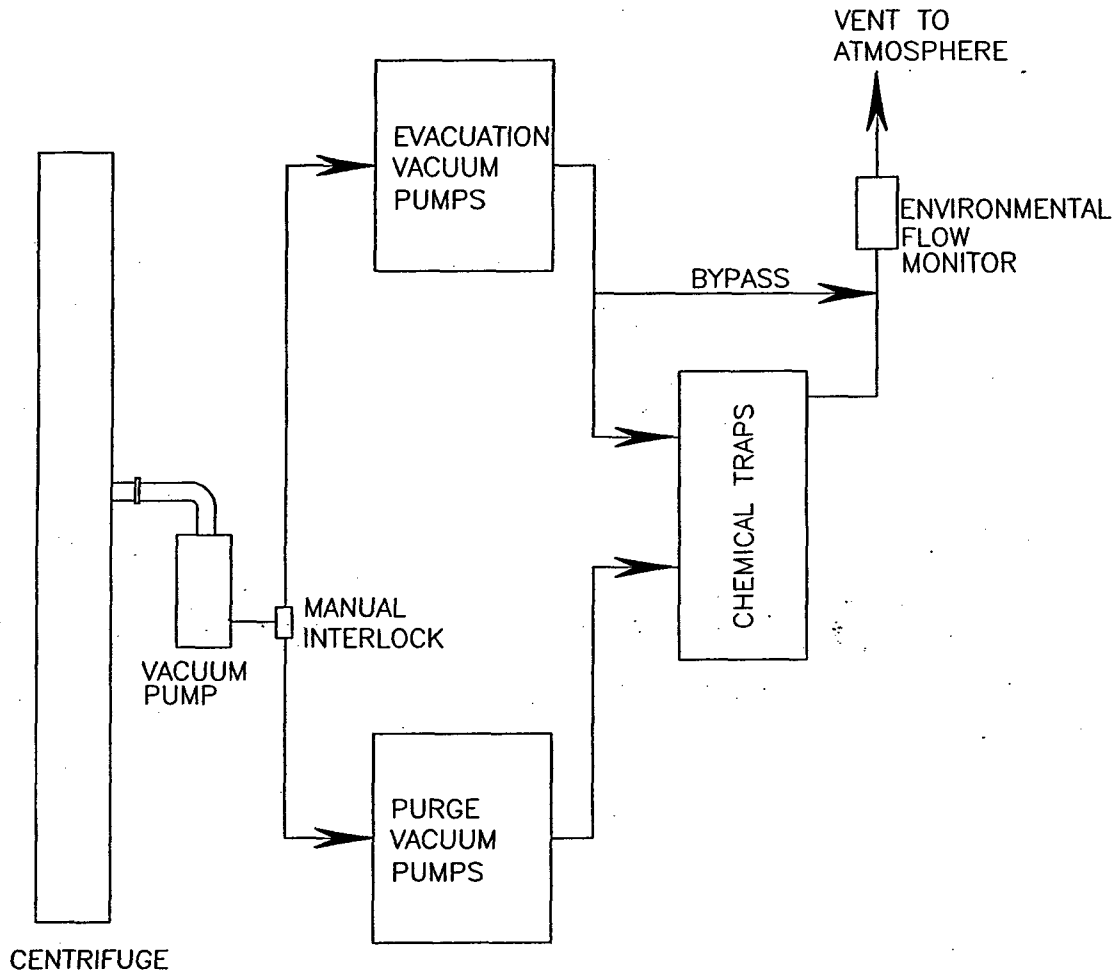 VENT TO
ATMOSPHERE
EVACUATION
VACUUM
PUMPS
ENVIRONMENTAL
FLOW
MONITOR
BYPASS
CHEMICAL TRAPS
MANUAL
INTERLOCK
VACUUM
PUMP
PURGE
VACUUM
PUMPS
CENTRIFUGE